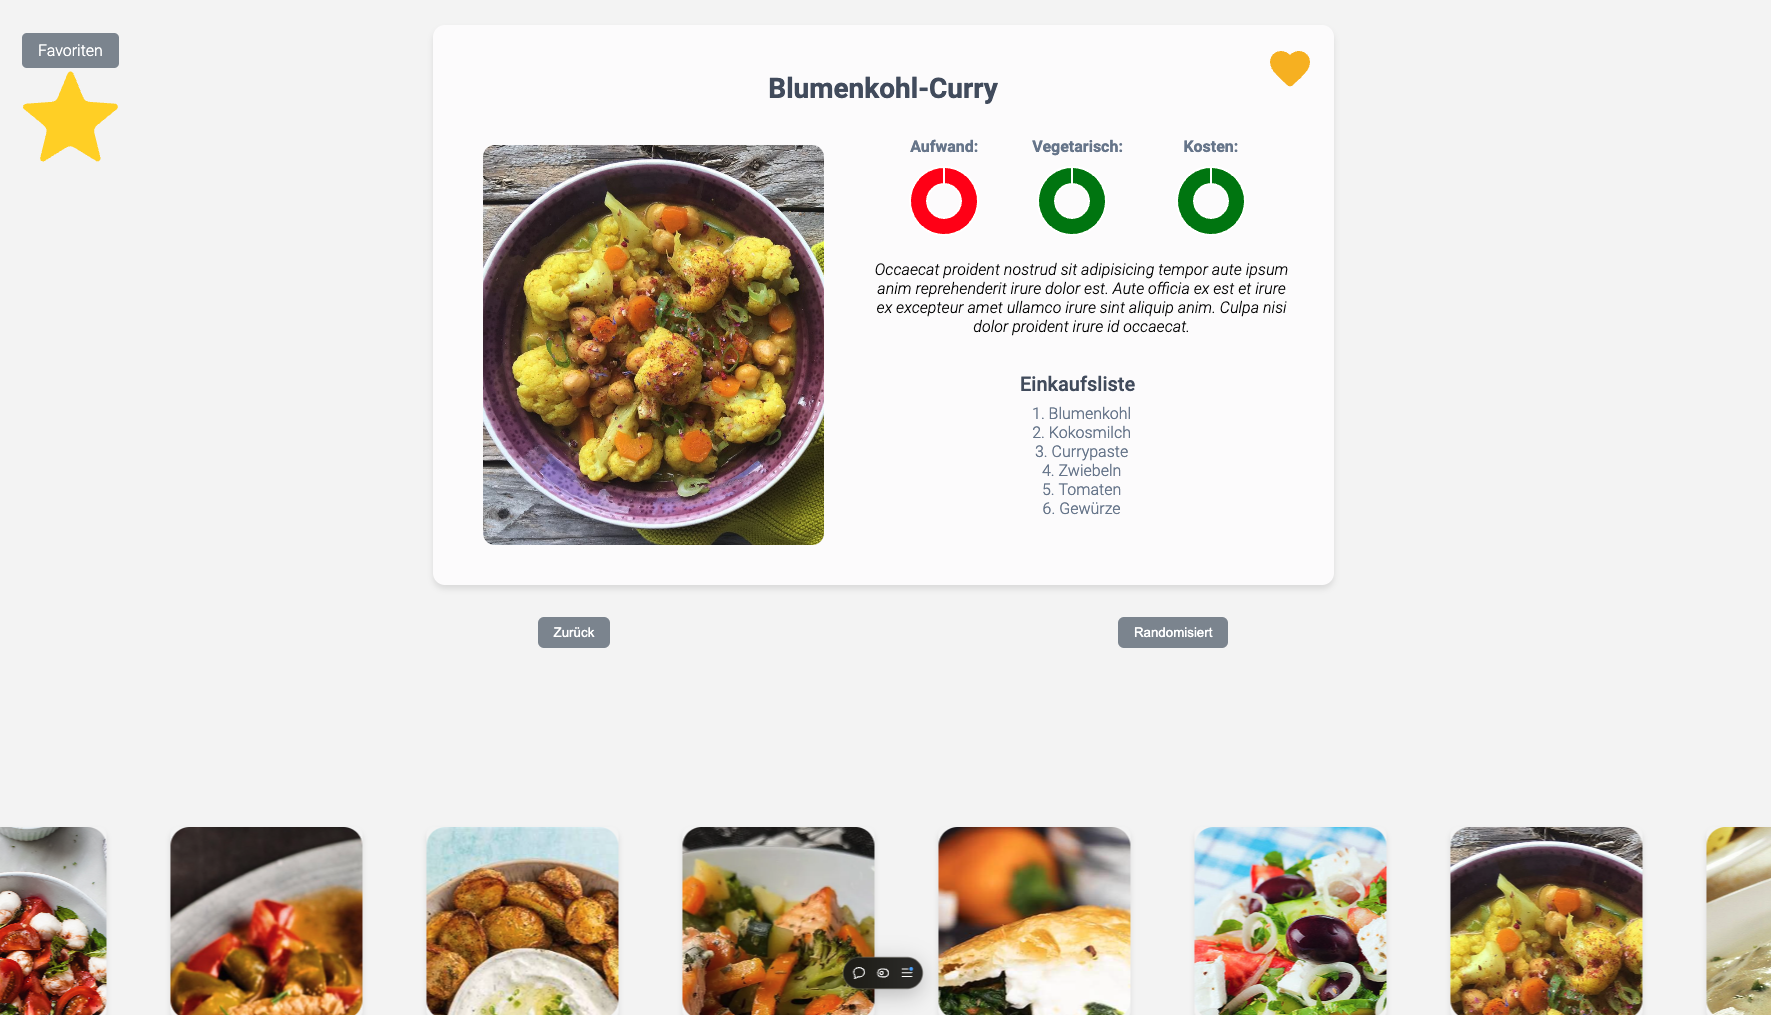 Favoriten
Blumenkohl-Curry
Aufwand:
Vegetarisch:
Kosten:
Occaecat proident nostrud sit adipisicing tempor aute ipsum
anim reprehenderit irure dolor est. Aute officia ex est et irure
ex excepteur amet ullamco irure sint aliquip anim. Culpa nisi
dolor proident irure id occaecat.
Einkaufsliste
1. Blumenkohl
2. Kokosmilch
3. Currypaste
4. Zwiebeln
5. Tomaten
6. Gewürze
Zurück
Randomisiert